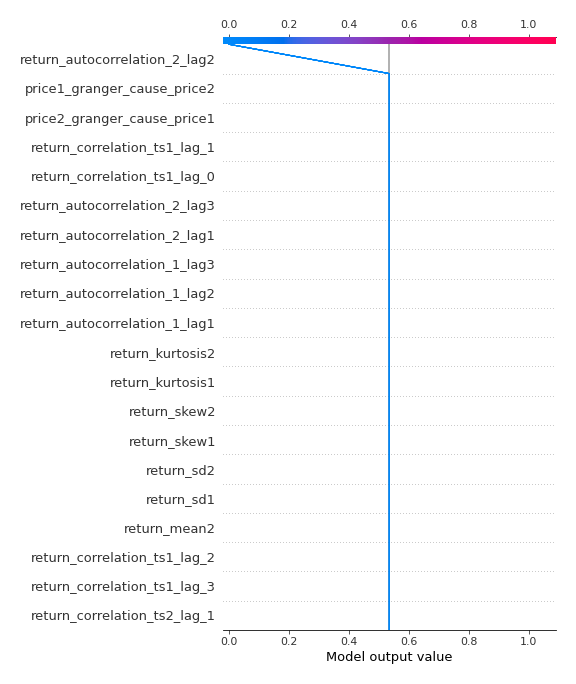 0.0 0.2 0.4 0.6 0.8 1.0
return_autocorrelation_2_lag2
price1_granger_cause_price2
price2_granger_cause_price1
return_correlation_ts1_lag_1
return_correlation_ts1_lag_0
return_autocorrelation_2_lag3
return_autocorrelation_2_lag1
return_autocorrelation_1_lag3
return_autocorrelation_1_lag2
return_autocorrelation_1_lag1
return_kurtosis2
return_kurtosis1
return_skew2
return_skew1
return_sd2
return_sd1
return_mean2
return_correlation_ts1_lag_2
return_correlation_ts1_lag_3
return_correlation_ts2_lag_1
0.0 0.2 0.4 0.6 0.8 1.0
Model output value